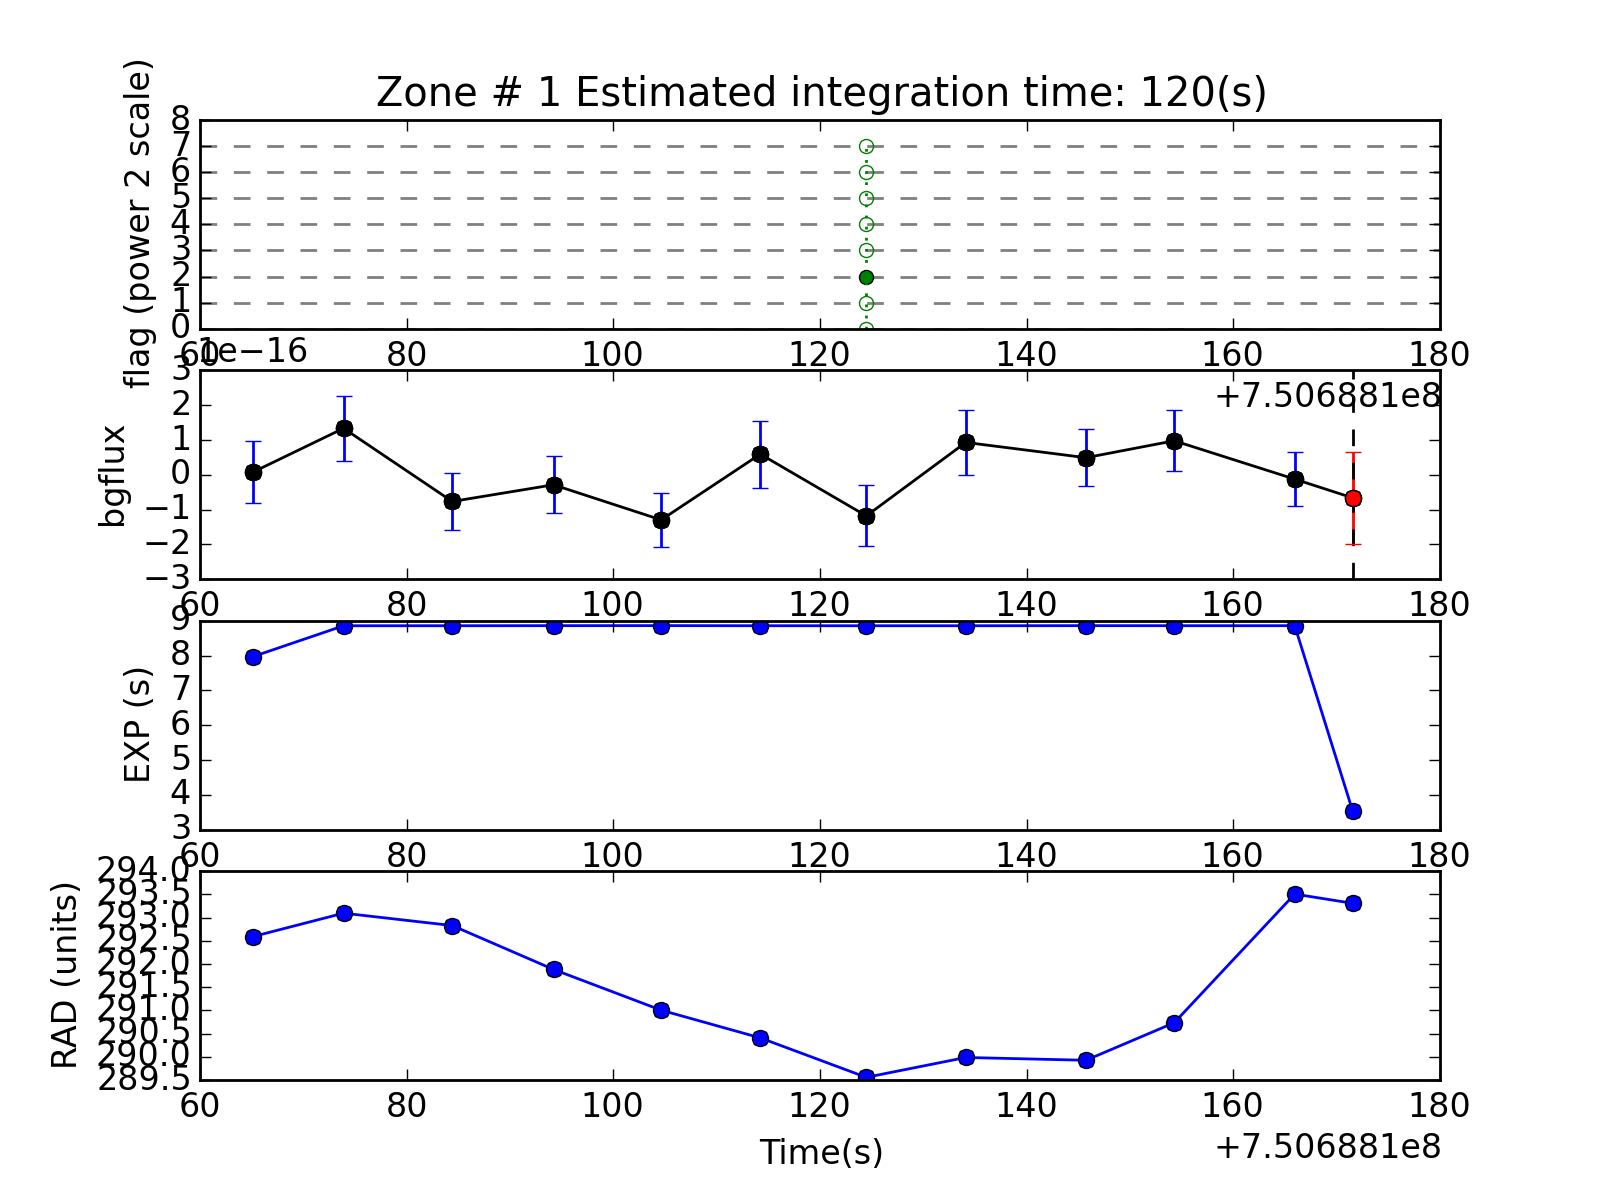 Zone # 1 Estimated integration time: 120(s)
flag (power 2 scale)
8
7
6
5
4
3
2
1
0
60 80 100 120 140 160 180
1e−16
+7.506881e8
bgflux
3
2
1
0
−1
−2
−3
60 80 100 120 140 160 180
EXP (s)
9
8
7
6
5
4
3
60 80 100 120 140 160 180
RAD (units)
294.0
293.5
293.0
292.5
292.0
291.5
291.0
290.5
290.0
289.5
60 80 100 120 140 160 180
Time(s)
+7.506881e8